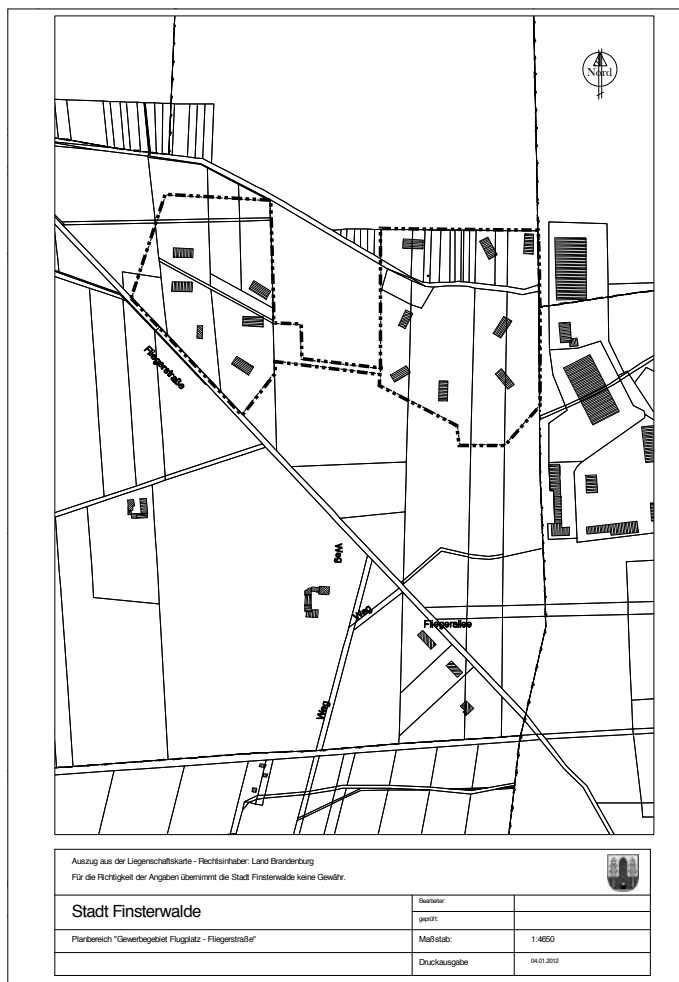 Nord
Fliegerstraße
Weg
Weg
Fliegerallee
Weg
Auszug aus der Liegenschaftskarte - Rechtsinhaber: Land Brandenburg
Für die Richtigkeit der Angaben übernimmt die Stadt Finsterwalde keine Gewähr.
Stadt Finsterwalde
Bearbeiter:
geprüft:
Planbereich "Gewerbegebiet Flugplatz - Fliegerstraße"
Maßstab: 1:4650
Druckausgabe 04.01.2012